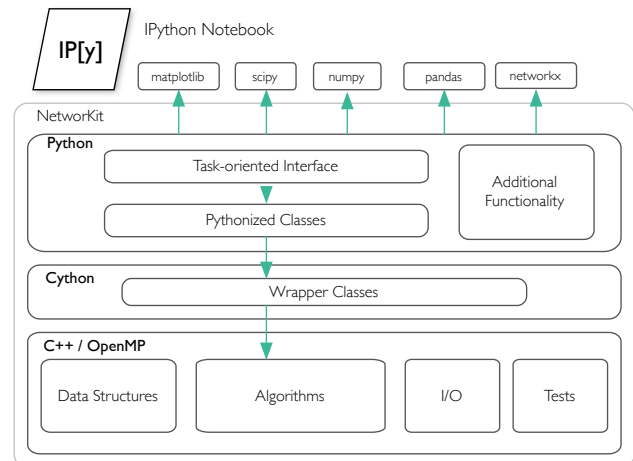 IP[y]
IPython Notebook
matplotlib
scipy
numpy
pandas
networkx
NetworKit
Python
Task-oriented Interface
Pythonized Classes
Additional
Functionality
Cython
Wrapper Classes
C++ / OpenMP
Data Structures
Algorithms
I/O
Tests